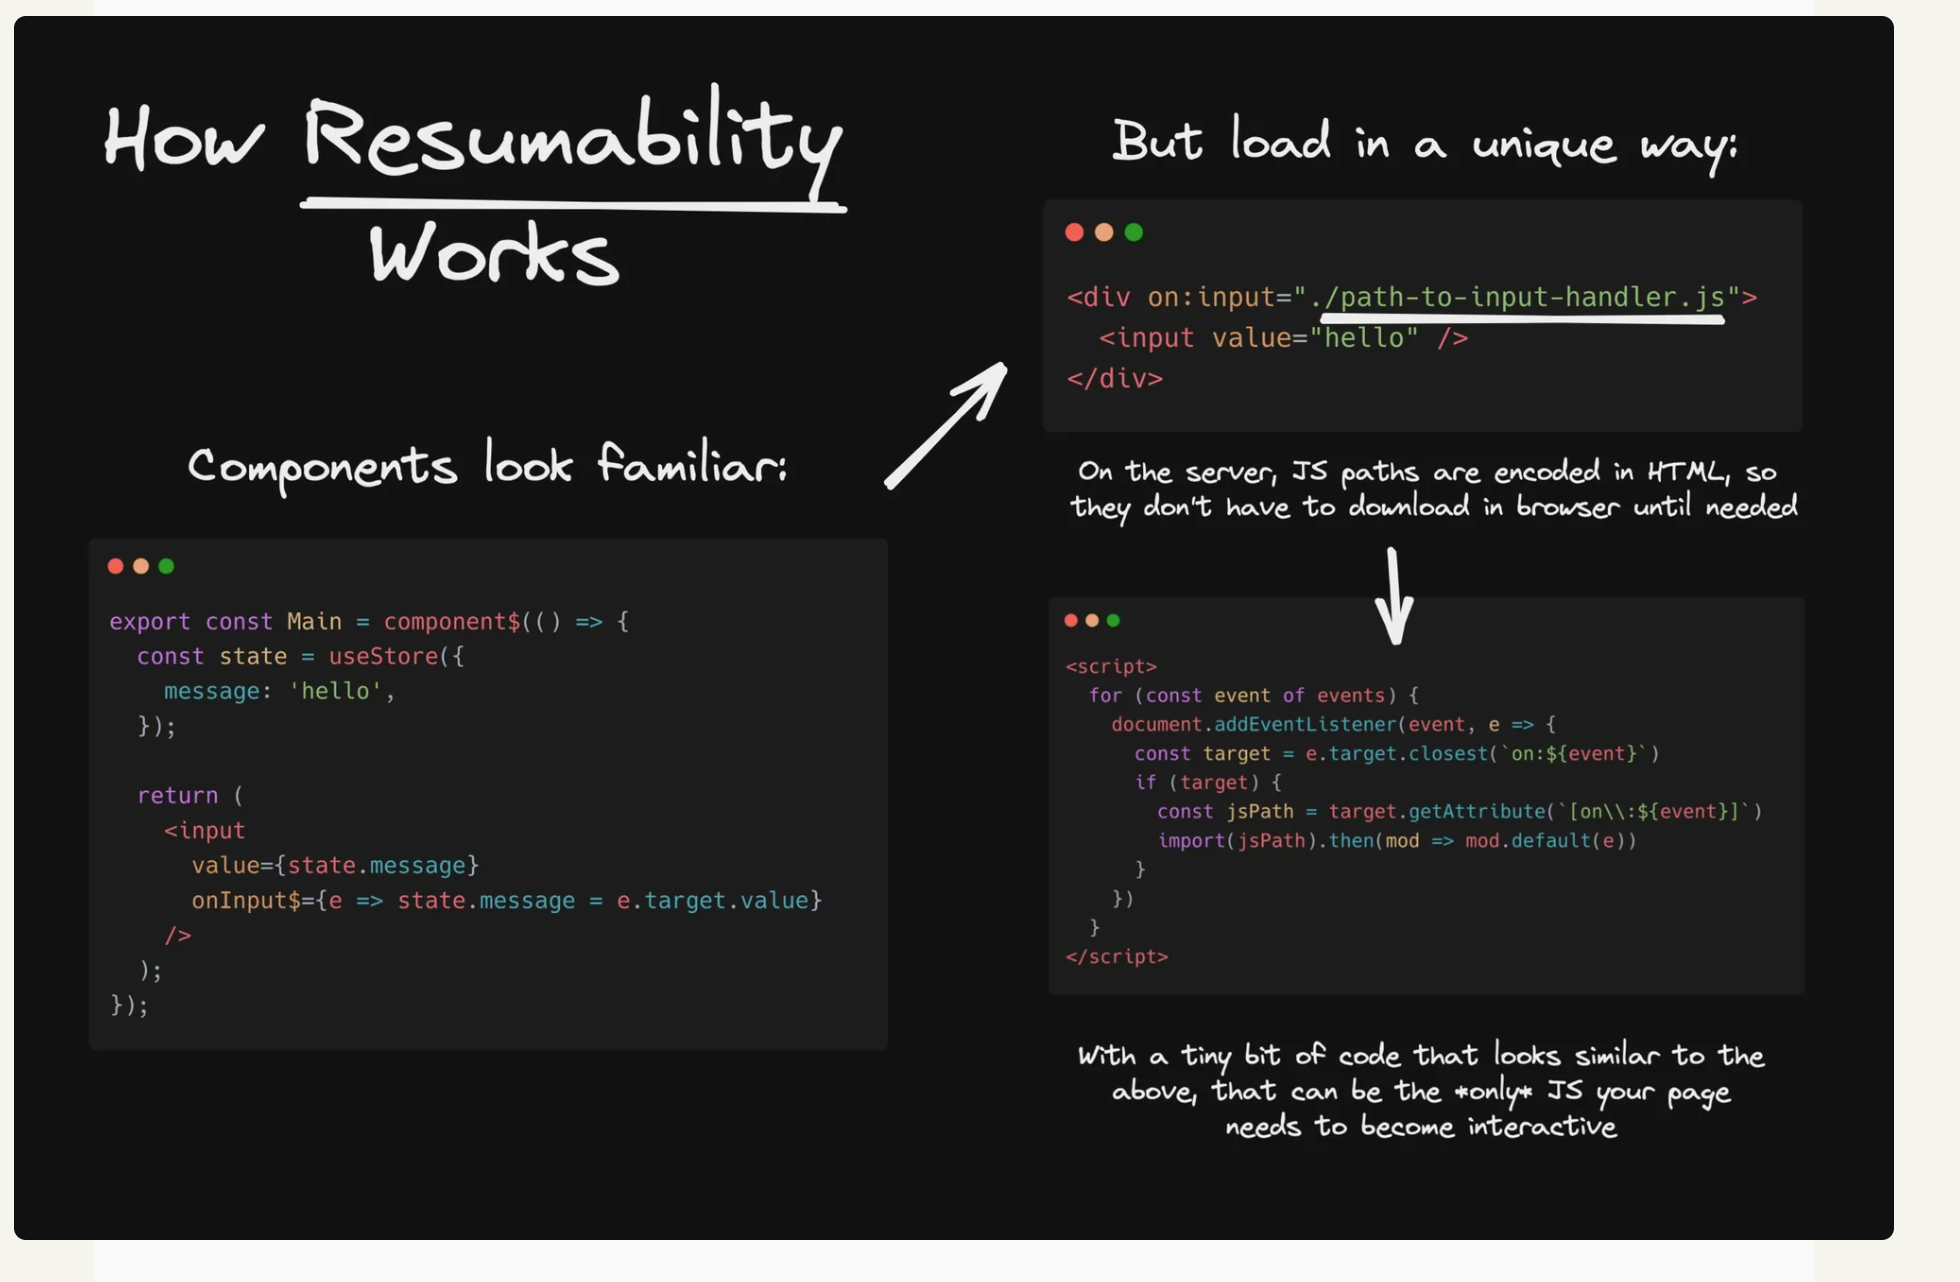 How Resumability
Works
Components look familiar:
export const Main = component$(() => {
  const state = useStore({
    message: 'hello',
  });

  return (
    <input
      value={state.message}
      onInput$={e => state.message = e.target.value}
    />
  );
});
But load in a unique way:
<div on:input="./path-to-input-handler.js">
  <input value="hello" />
</div>
On the server, JS paths are encoded in HTML, so
they don't have to download in browser until needed
<script>
  for (const event of events) {
    document.addEventListener(event, e => {
      const target = e.target.closest(`on:${event}`)
      if (target) {
        const jsPath = target.getAttribute(`[on\\:${event}]`)
        import(jsPath).then(mod => mod.default(e))
      }
    })
  }
</script>
With a tiny bit of code that looks similar to the
above, that can be the *only* JS your page
needs to become interactive